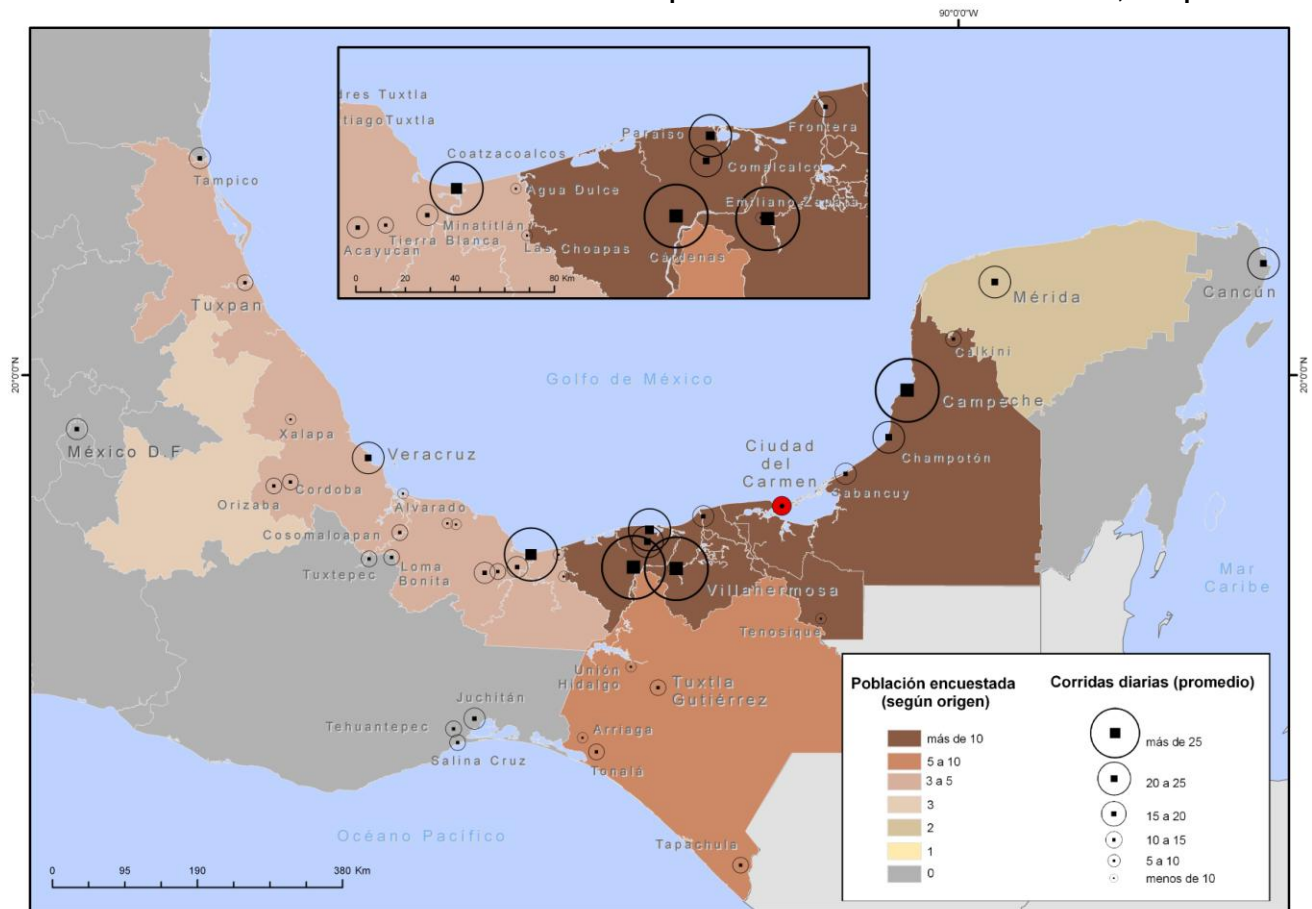 90°0'0"W
dres Tuxtla
tiagoTuxtla
Coatzacoalcos
Paraiso
Frontera
Comalcalco
Agua Dulce
Emiliano Zapata
Minatitlán
Acayucan
Tierra Blanca
Las Choapas
Cárdenas
0 20 40 80 Km
Tampico
Tuxpan
Mérida
Cancún
Calkini
20°0'0"N
20°0'0"N
Golfo de México
Campeche
Xalapa
México D.F
Veracruz
Ciudad
del
Carmen
Champotón
Sabancuy
Cordoba
Orizaba
Alvarado
Cosomaloapan
Tuxtepec
Loma
Bonita
Villahermosa
Mar
Caribe
Tenosique
Unión
Hidalgo
Tuxtla
Gutiérrez
Juchitán
Tehuantepec
Salina Cruz
Arriaga
Tonalá
Océano Pacífico
Tapachula
0 95 190 380 Km
Población encuestada
(según origen)
más de 10
5 a 10
3 a 5
3
2
1
0
Corridas diarias (promedio)
más de 25
20 a 25
15 a 20
10 a 15
5 a 10
menos de 10